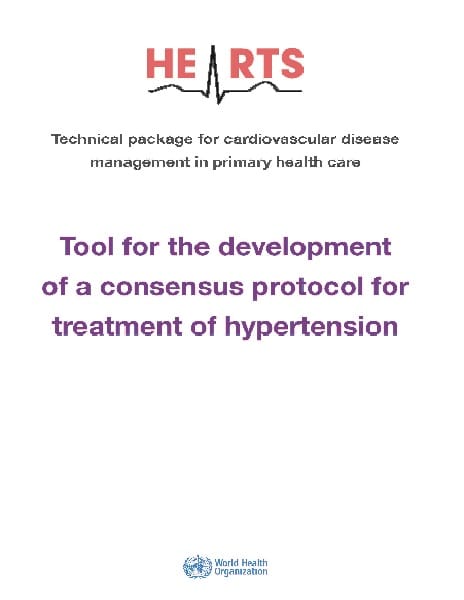 HEARTS
Technical package for cardiovascular disease
management in primary health care
Tool for the development
of a consensus protocol for
treatment of hypertension
World Health
Organization